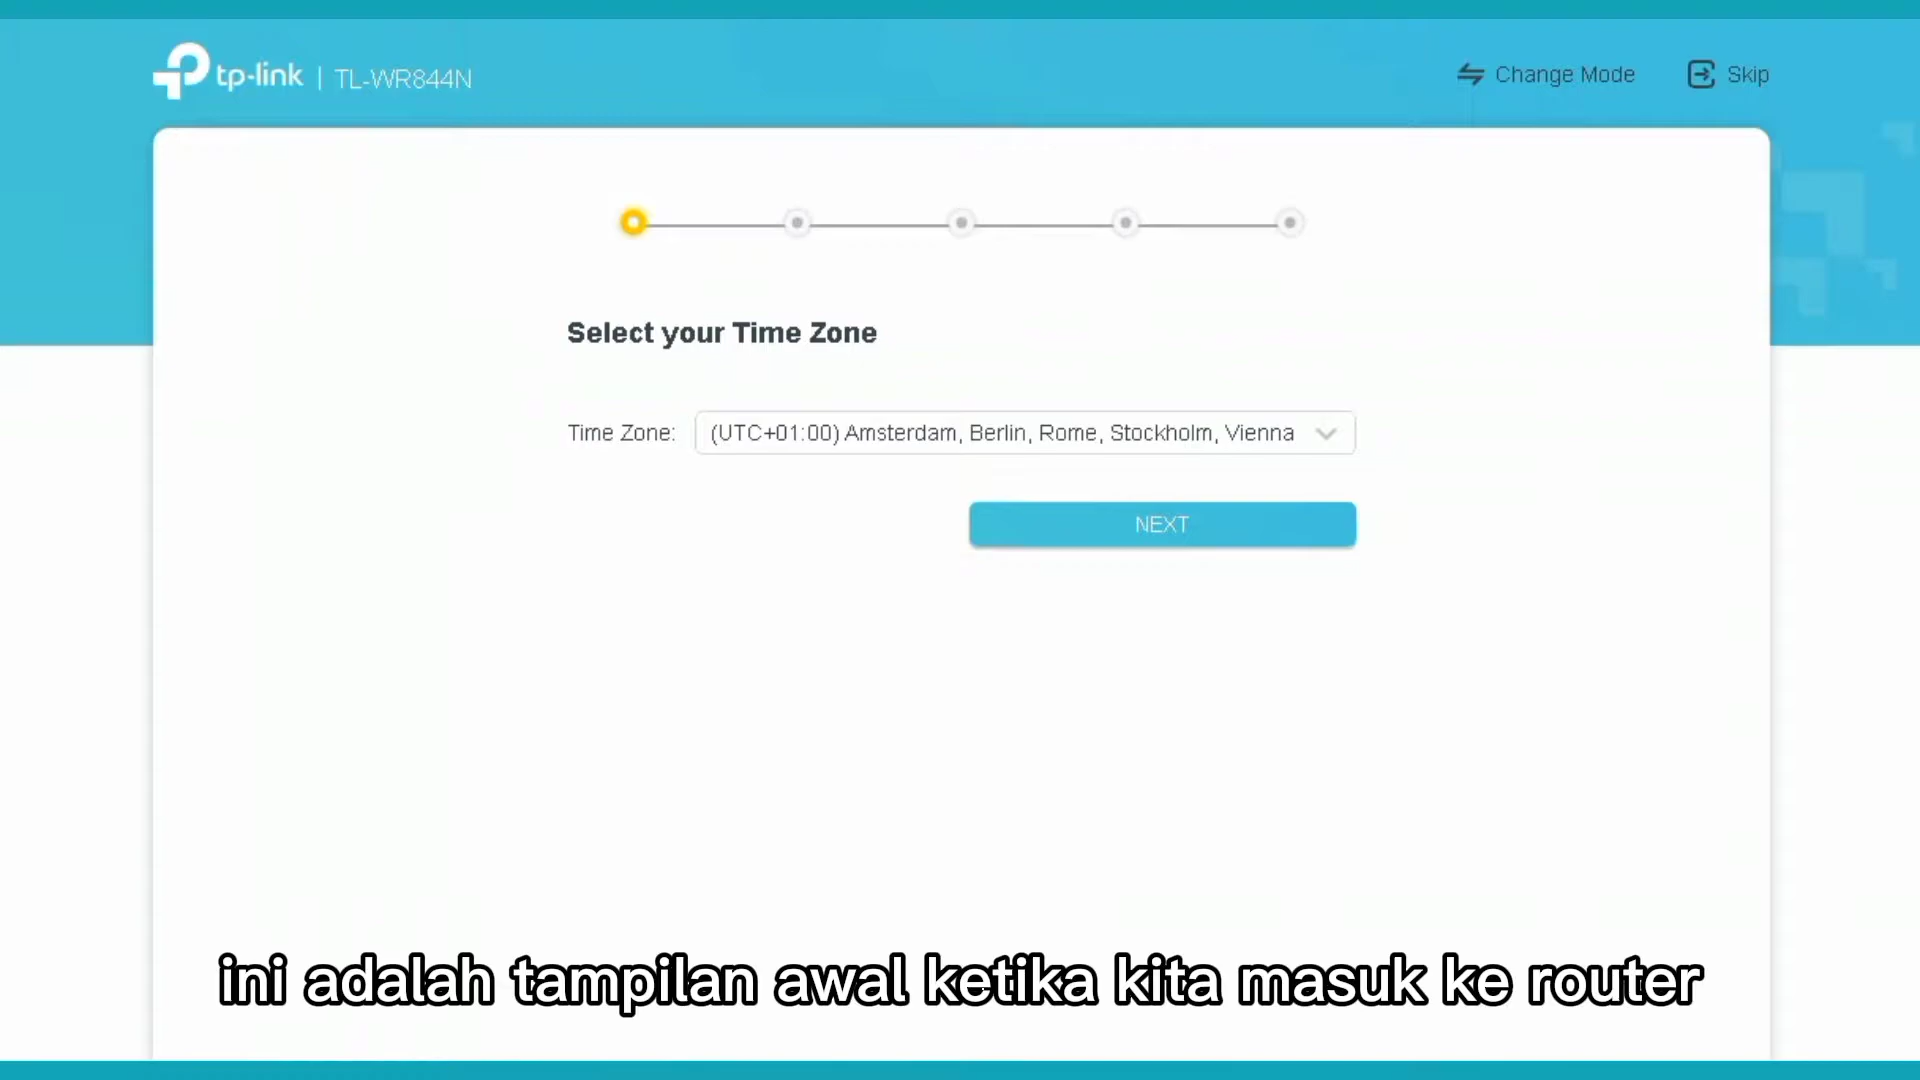 tp-link | TL-WR844N
Change Mode
Skip
Select your Time Zone
Time Zone: (UTC+01:00) Amsterdam, Berlin, Rome, Stockholm, Vienna
NEXT
ini adalah tampilan awal ketika kita masuk ke router